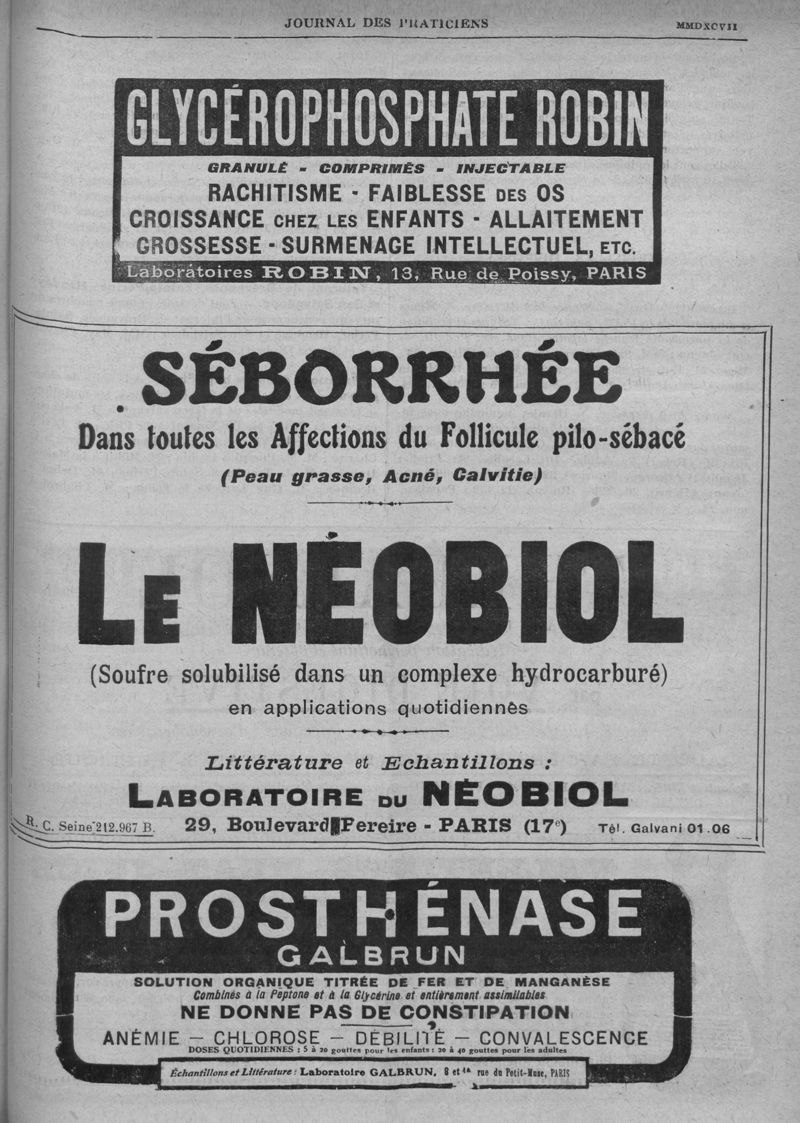 JOURNAL DES PRATICIENS
MMDXCVII
GLYCÉROPHOSPHATE ROBIN
GRANULÉ - COMPRIMÉS - INJECTABLE
RACHITISME - FAIBLESSE DES OS
CROISSANCE CHEZ LES ENFANTS - ALLAITEMENT
GROSSESSE - SURMENAGE INTELLECTUEL, ETC.
Laboratoires ROBIN, 13, Rue de Poissy, PARIS
SÉBORRHÉE
Dans toutes les Affections du Follicule pilo-sébacé
(Peau grasse, Acné, Calvitie)
LE NÉOBIOL
(Soufre solubilisé dans un complexe hydrocarburé)
en applications quotidiennes
Littérature et Echantillons :
LABORATOIRE DU NÉOBIOL
R. C. Seine 212.967 B. 29, Boulevard Pereire - PARIS (17e) Tél. Galvani 01.06
PROSTHÉNASE
GALBRUN
SOLUTION ORGANIQUE TITRÉE DE FER ET DE MANGANÈSE
Combinés à la Peptone et à la Glycérine et entièrement assimilables
NE DONNE PAS DE CONSTIPATION
ANÉMIE — CHLOROSE — DÉBILITÉ — CONVALESCENCE
DOSES QUOTIDIENNES : 5 à 20 gouttes pour les enfants : 20 à 40 gouttes pour les adultes
Échantillons et Littérature : Laboratoire GALBRUN, 8 et 10 rue du Petit-Musc, PARIS